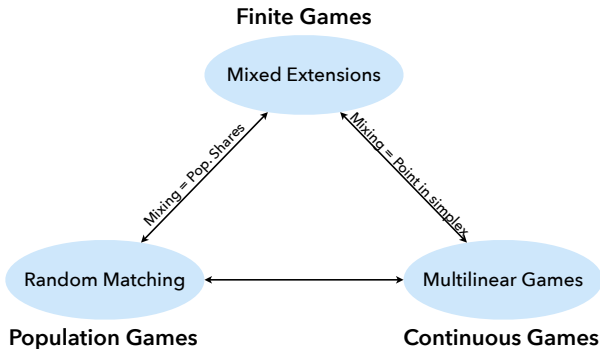 Finite Games
Mixed Extensions
Mixing = Pop. Shares
Mixing = Point in simplex
Random Matching
Multilinear Games
Population Games
Continuous Games